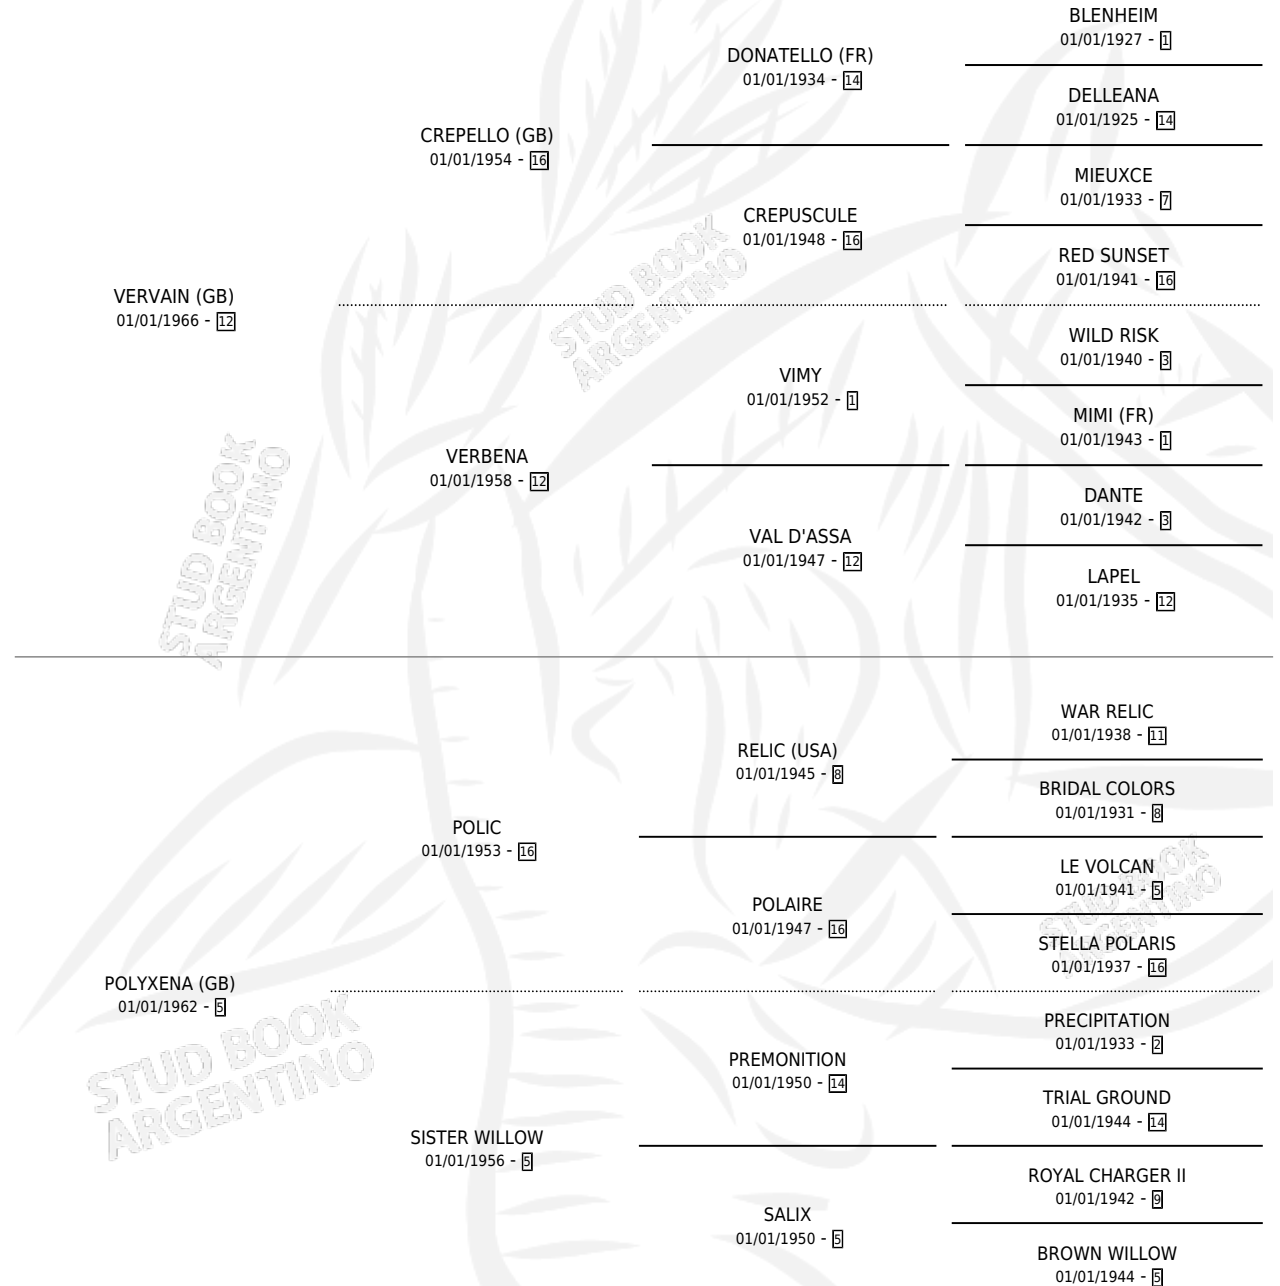 BLENHEIM
01/01/1927 - 1
DONATELLO (FR)
01/01/1934 - 14
DELLEANA
01/01/1925 - 14
CREPELLO (GB)
01/01/1954 - 16
MIEUXCE
01/01/1933 - 7
CREPUSCULE
01/01/1948 - 16
RED SUNSET
01/01/1941 - 16
VERVAIN (GB)
01/01/1966 - 12
WILD RISK
01/01/1940 - 3
VIMY
01/01/1952 - 1
MIMI (FR)
01/01/1943 - 1
VERBENA
01/01/1958 - 12
DANTE
01/01/1942 - 3
VAL D'ASSA
01/01/1947 - 12
LAPEL
01/01/1935 - 12
WAR RELIC
01/01/1938 - 11
RELIC (USA)
01/01/1945 - 8
BRIDAL COLORS
01/01/1931 - 8
POLIC
01/01/1953 - 16
LE VOLCAN
01/01/1941 - 5
POLAIRE
01/01/1947 - 16
STELLA POLARIS
01/01/1937 - 16
POLYXENA (GB)
01/01/1962 - 5
PRECIPITATION
01/01/1933 - 2
PREMONITION
01/01/1950 - 14
TRIAL GROUND
01/01/1944 - 14
SISTER WILLOW
01/01/1956 - 5
ROYAL CHARGER II
01/01/1942 - 9
SALIX
01/01/1950 - 5
BROWN WILLOW
01/01/1944 - 5
STUD BOOK
ARGENTINO
STUD BOOK
ARGENTINO
STUD BOOK
ARGENTINO
STUD BOOK
ARGENTINO